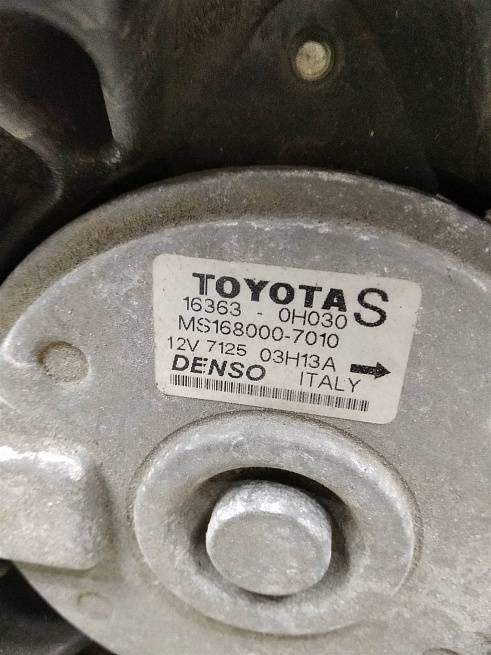 TOYOTA S
16363 - 0H030
MS168000-7010
12V 7125 03H13A
DENSO ITALY